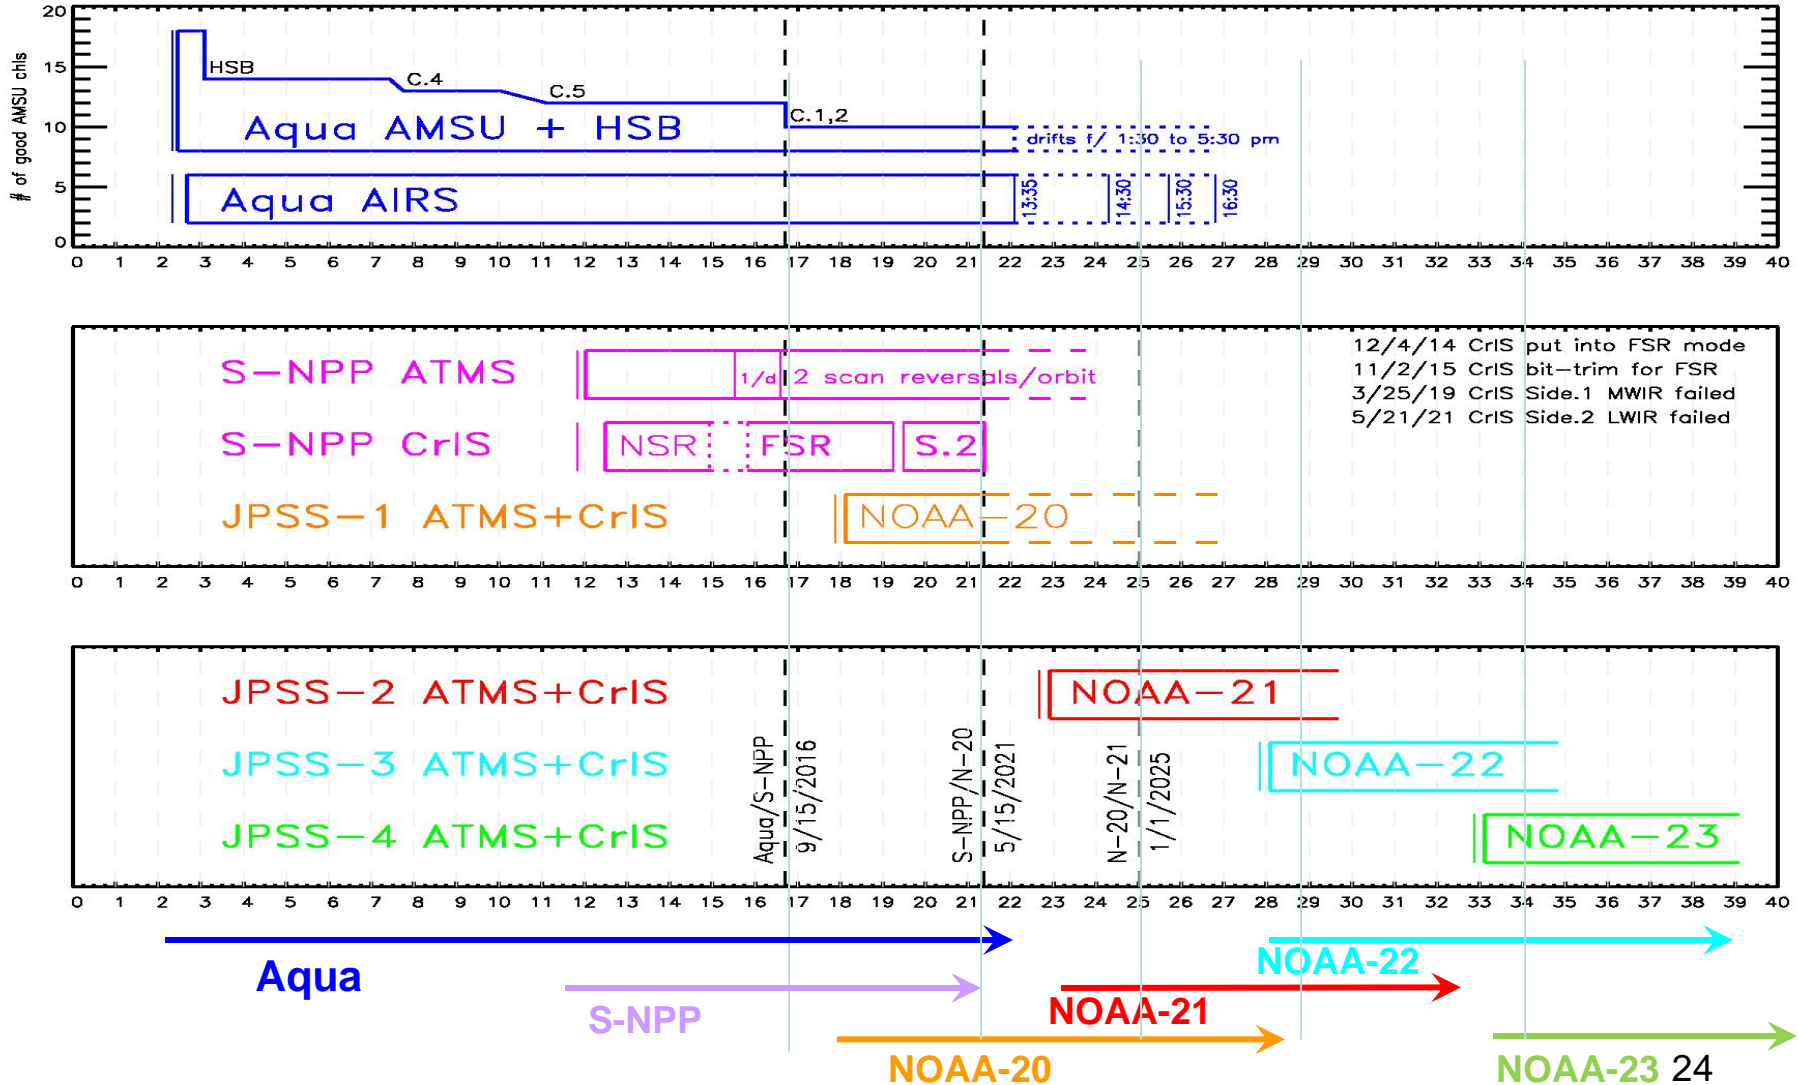 20
15
10
5
0
# of good AMSU chls
HSB
C.4
C.5
C.1,2
Aqua AMSU + HSB
drifts f/ 1:30 to 5:30 pm
Aqua AIRS
13:35
14:30
15:30
16:30
0 1 2 3 4 5 6 7 8 9 10 11 12 13 14 15 16 17 18 19 20 21 22 23 24 25 26 27 28 29 30 31 32 33 34 35 36 37 38 39 40
S-NPP ATMS
1/d
2 scan reversals/orbit
12/4/14 CrIS put into FSR mode
11/2/15 CrIS bit-trim for FSR
3/25/19 CrIS Side.1 MWIR failed
5/21/21 CrIS Side.2 LWIR failed
S-NPP CrIS
NSR
FSR
S.2
JPSS-1 ATMS+CrIS
NOAA-20
0 1 2 3 4 5 6 7 8 9 10 11 12 13 14 15 16 17 18 19 20 21 22 23 24 25 26 27 28 29 30 31 32 33 34 35 36 37 38 39 40
JPSS-2 ATMS+CrIS
NOAA-21
JPSS-3 ATMS+CrIS
NOAA-22
JPSS-4 ATMS+CrIS
NOAA-23
Aqua/S-NPP
9/15/2016
S-NPP/N-20
5/15/2021
N-20/N-21
1/1/2025
0 1 2 3 4 5 6 7 8 9 10 11 12 13 14 15 16 17 18 19 20 21 22 23 24 25 26 27 28 29 30 31 32 33 34 35 36 37 38 39 40
Aqua
NOAA-22
S-NPP
NOAA-21
NOAA-20
NOAA-23 24